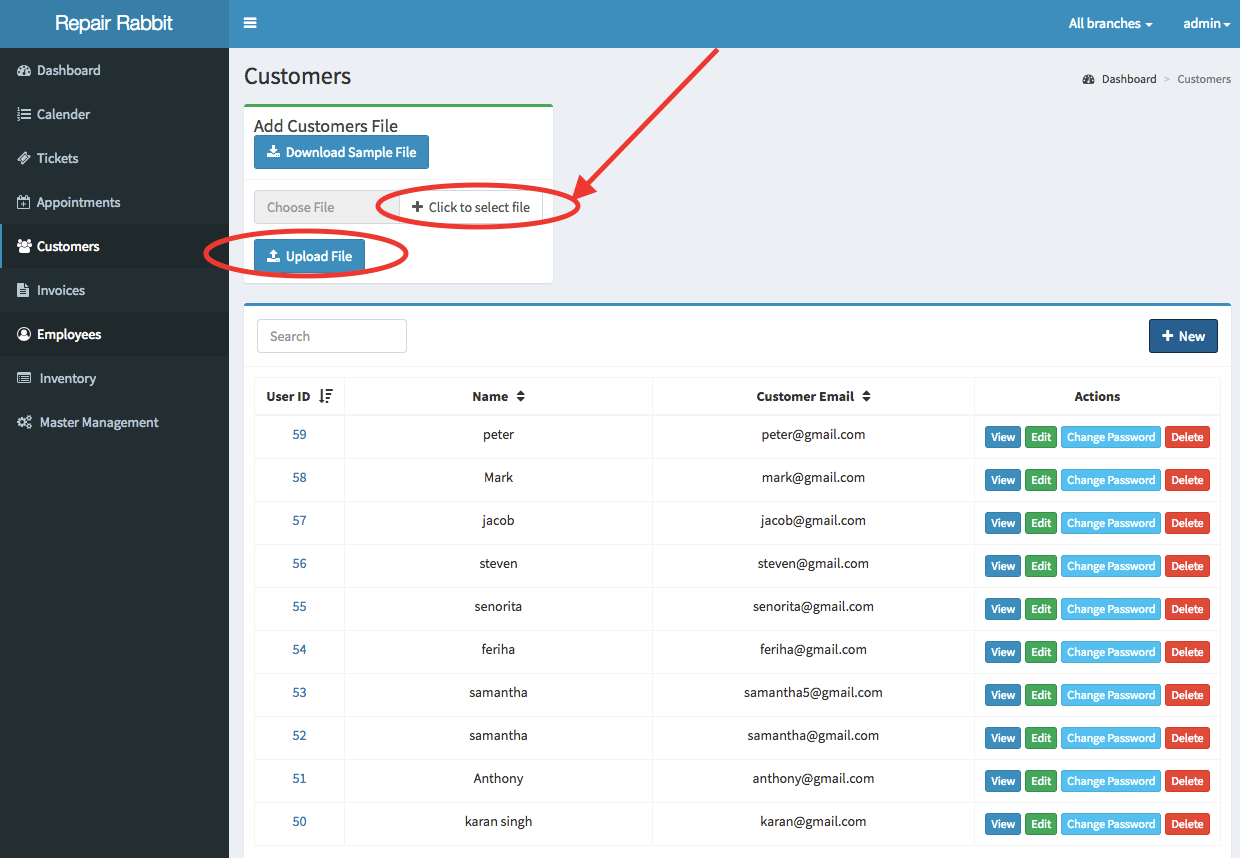 Repair Rabbit
All branches admin
Dashboard
Calender
Tickets
Appointments
Customers
Invoices
Employees
Inventory
Master Management
Customers
Dashboard > Customers
Add Customers File
Download Sample File
Choose File + Click to select file
Upload File
Search
+ New
User ID Name Customer Email Actions
59 peter peter@gmail.com View Edit Change Password Delete
58 Mark mark@gmail.com View Edit Change Password Delete
57 jacob jacob@gmail.com View Edit Change Password Delete
56 steven steven@gmail.com View Edit Change Password Delete
55 senorita senorita@gmail.com View Edit Change Password Delete
54 feriha feriha@gmail.com View Edit Change Password Delete
53 samantha samantha5@gmail.com View Edit Change Password Delete
52 samantha samantha@gmail.com View Edit Change Password Delete
51 Anthony anthony@gmail.com View Edit Change Password Delete
50 karan singh karan@gmail.com View Edit Change Password Delete